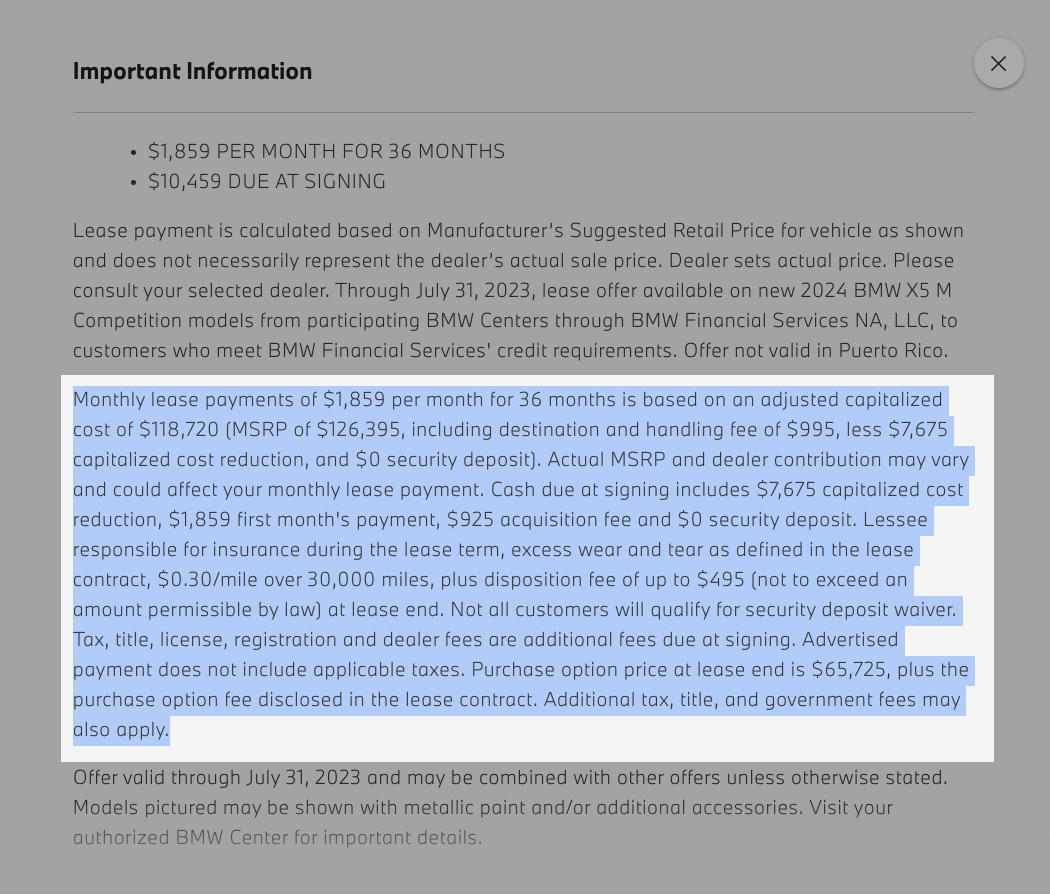 Important Information
• $1,859 PER MONTH FOR 36 MONTHS
• $10,459 DUE AT SIGNING
Lease payment is calculated based on Manufacturer's Suggested Retail Price for vehicle as shown
and does not necessarily represent the dealer's actual sale price. Dealer sets actual price. Please
consult your selected dealer. Through July 31, 2023, lease offer available on new 2024 BMW X5 M
Competition models from participating BMW Centers through BMW Financial Services NA, LLC, to
customers who meet BMW Financial Services' credit requirements. Offer not valid in Puerto Rico.
Monthly lease payments of $1,859 per month for 36 months is based on an adjusted capitalized
cost of $118,720 (MSRP of $126,395, including destination and handling fee of $995, less $7,675
capitalized cost reduction, and $0 security deposit). Actual MSRP and dealer contribution may vary
and could affect your monthly lease payment. Cash due at signing includes $7,675 capitalized cost
reduction, $1,859 first month's payment, $925 acquisition fee and $0 security deposit. Lessee
responsible for insurance during the lease term, excess wear and tear as defined in the lease
contract, $0.30/mile over 30,000 miles, plus disposition fee of up to $495 (not to exceed an
amount permissible by law) at lease end. Not all customers will qualify for security deposit waiver.
Tax, title, license, registration and dealer fees are additional fees due at signing. Advertised
payment does not include applicable taxes. Purchase option price at lease end is $65,725, plus the
purchase option fee disclosed in the lease contract. Additional tax, title, and government fees may
also apply.
Offer valid through July 31, 2023 and may be combined with other offers unless otherwise stated.
Models pictured may be shown with metallic paint and/or additional accessories. Visit your
authorized BMW Center for important details.